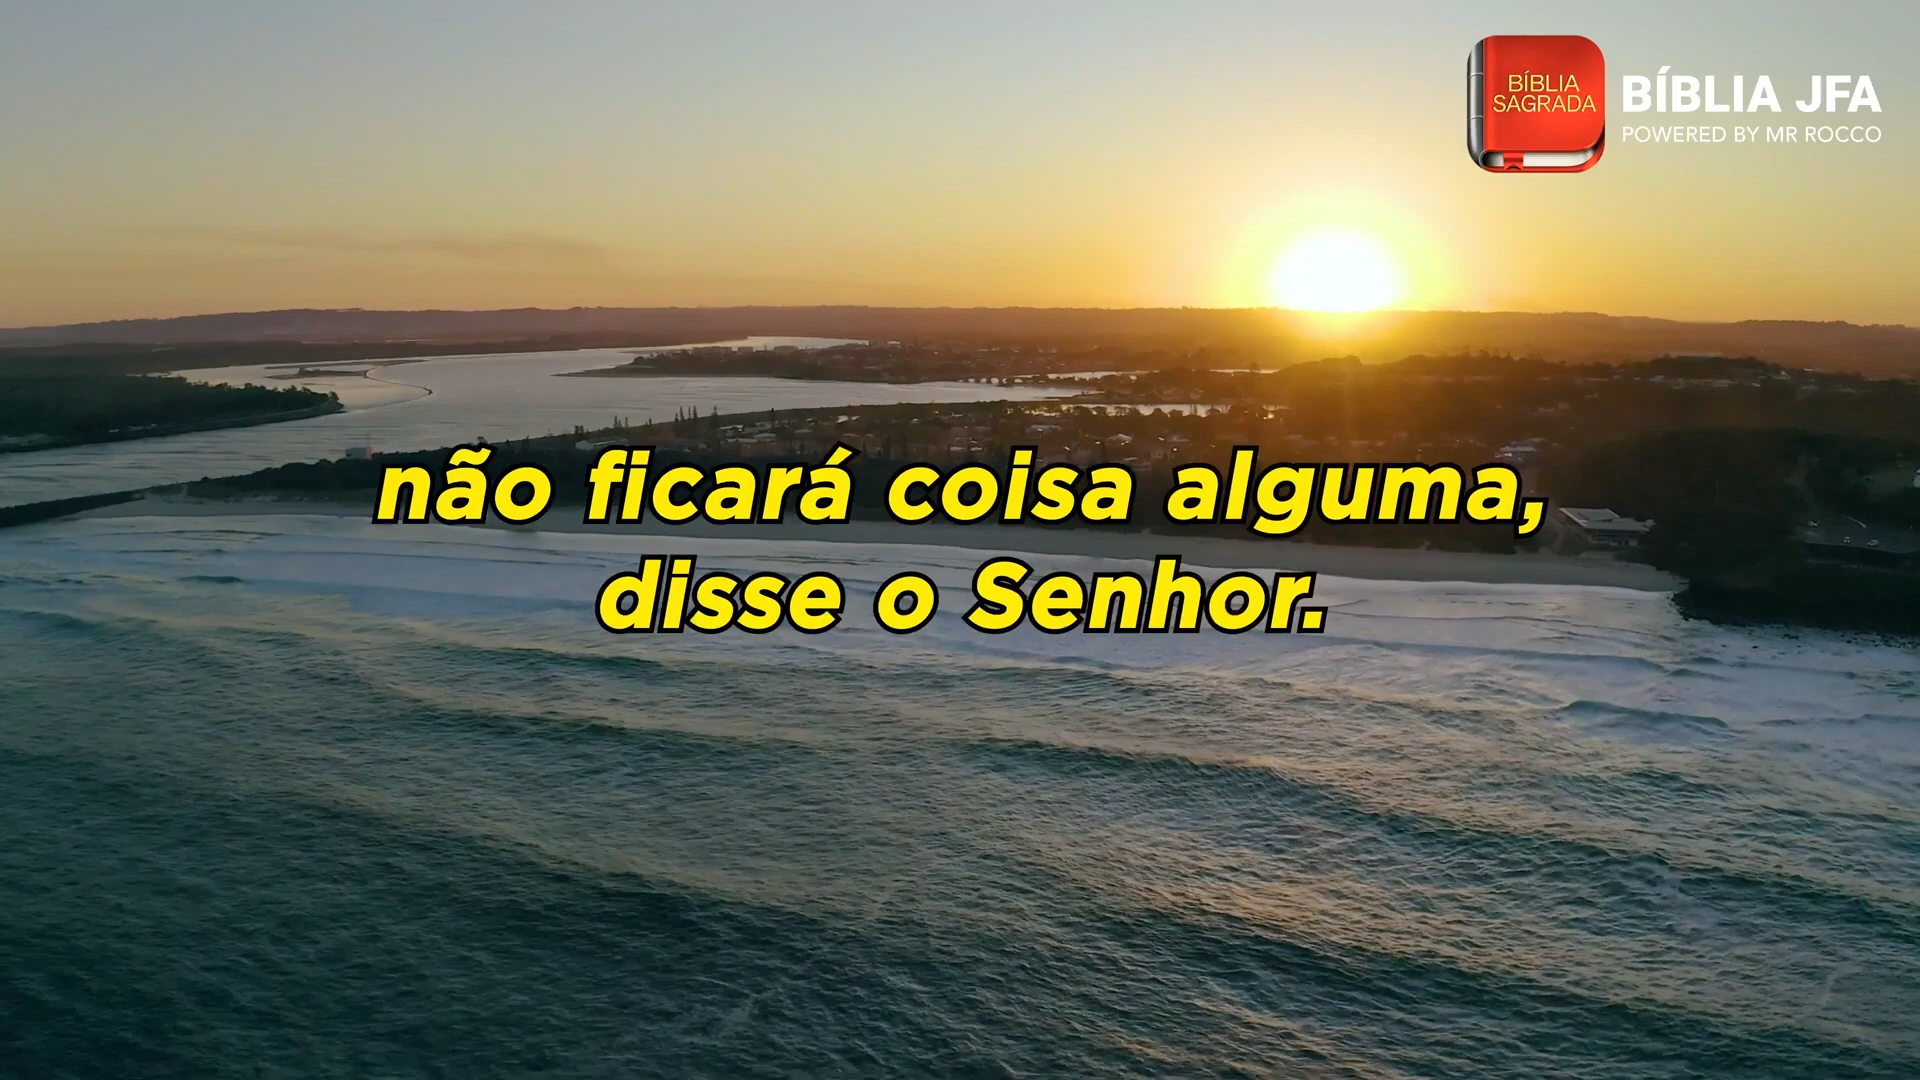 BÍBLIA
SAGRADA
BÍBLIA JFA
POWERED BY MR ROCCO
não ficará coisa alguma,
disse o Senhor.